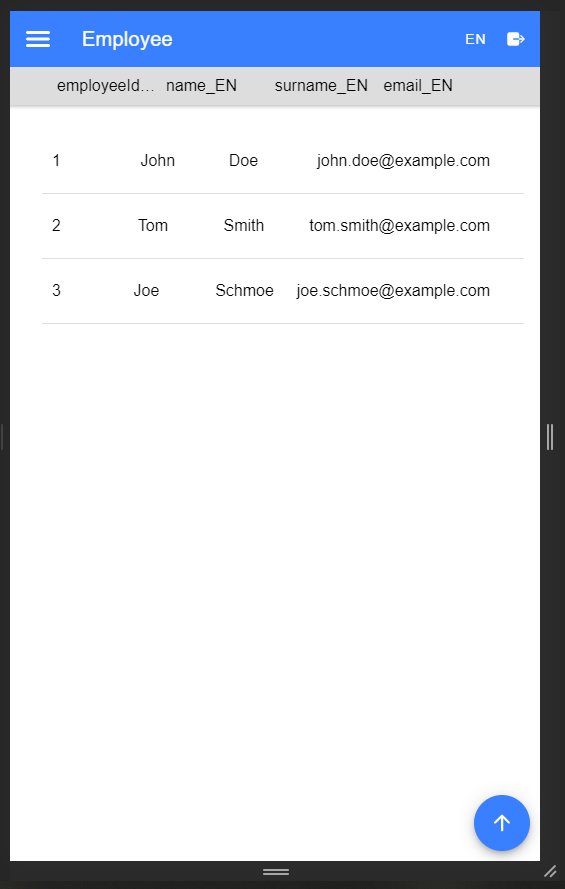 Employee EN
employeeId... name_EN surname_EN email_EN
1 John Doe john.doe@example.com
2 Tom Smith tom.smith@example.com
3 Joe Schmoe joe.schmoe@example.com